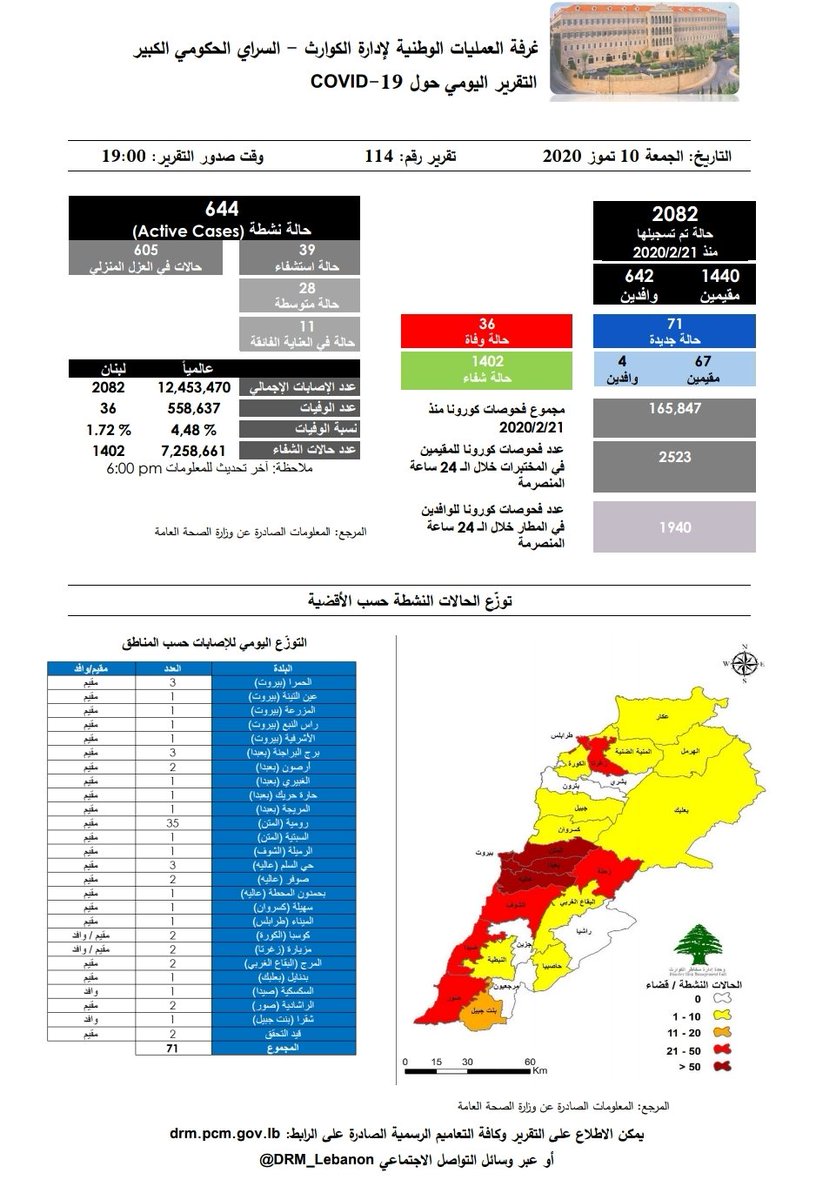 غرفة العمليات الوطنية لإدارة الكوارث – السراي الحكومي الكبير
التقرير اليومي حول COVID-19
التاريخ: الجمعة 10 تموز 2020 تقرير رقم: 114 وقت صدور التقرير: 19:00
2082
حالة تم تسجيلها
منذ 2020/2/21
1440 642
مقيمين وافدين
71
حالة جديدة
67 4
مقيمين وافدين
36
حالة وفاة
1402
حالة شفاء
644
حالة نشطة (Active Cases)
39
حالة استشفاء
605
حالات في العزل المنزلي
28
حالة متوسطة
11
حالة في العناية الفائقة
عالمياً لبنان
عدد الإصابات الإجمالي 12,453,470 2082
عدد الوفيات 558,637 36
نسبة الوفيات 4,48 % 1.72 %
عدد حالات الشفاء 7,258,661 1402
ملاحظة: آخر تحديث للمعلومات 6:00 pm
165,847
مجموع فحوصات كورونا منذ
2020/2/21
2523
عدد فحوصات كورونا للمقيمين
في المختبرات خلال الـ 24 ساعة
المنصرمة
1940
عدد فحوصات كورونا للوافدين
في المطار خلال الـ 24 ساعة
المنصرمة
المرجع: المعلومات الصادرة عن وزارة الصحة العامة
توزّع الحالات النشطة حسب الأقضية
التوزّع اليومي للإصابات حسب المناطق
البلدة العدد مقيم/وافد
الحمرا (بيروت) 3 مقيم
عين التينة (بيروت) 1 مقيم
المزرعة (بيروت) 1 مقيم
راس النبع (بيروت) 1 مقيم
الأشرفية (بيروت) 1 مقيم
برج البراجنة (بعبدا) 3 مقيم
أرصون (بعبدا) 2 مقيم
الغبيري (بعبدا) 1 مقيم
حارة حريك (بعبدا) 1 مقيم
المريجة (بعبدا) 1 مقيم
رومية (المتن) 35 مقيم
السبتية (المتن) 1 مقيم
الرميلة (الشوف) 1 مقيم
حي السلم (عاليه) 3 مقيم
صوفر (عاليه) 2 مقيم
بحمدون المحطة (عاليه) 1 مقيم
سهيلة (كسروان) 1 مقيم
الميناء (طرابلس) 1 مقيم
كوسبا (الكورة) 2 مقيم / وافد
مزيارة (زغرتا) 2 مقيم / وافد
المرج (البقاع الغربي) 2 مقيم
بدنايل (بعلبك) 1 مقيم
السكسكية (صيدا) 1 وافد
الراشادية (صور) 2 مقيم
شقرا (بنت جبيل) 1 وافد
قيد التحقق 2 مقيم
المجموع 71
N
W E
S
عكار
طرابلس
المنية الضنية
الهرمل
زغرتا
الكورة
بشري
بترون
بعلبك
جبيل
كسروان
المتن
بيروت
بعبدا
عاليه
زحلة
الشوف
البقاع الغربي
راشيا
جزين
صيدا
النبطية
حاصبيا
مرجعيون
صور
بنت جبيل
وحدة إدارة مخاطر الكوارث
Disaster Risk Management Unit
الحالات النشطة / قضاء
0
1 - 10
11 - 20
21 - 50
> 50
0 15 30 60
Km
المرجع: المعلومات الصادرة عن وزارة الصحة العامة
يمكن الاطلاع على التقرير وكافة التعاميم الرسمية الصادرة على الرابط: drm.pcm.gov.lb
أو عبر وسائل التواصل الاجتماعي @DRM_Lebanon